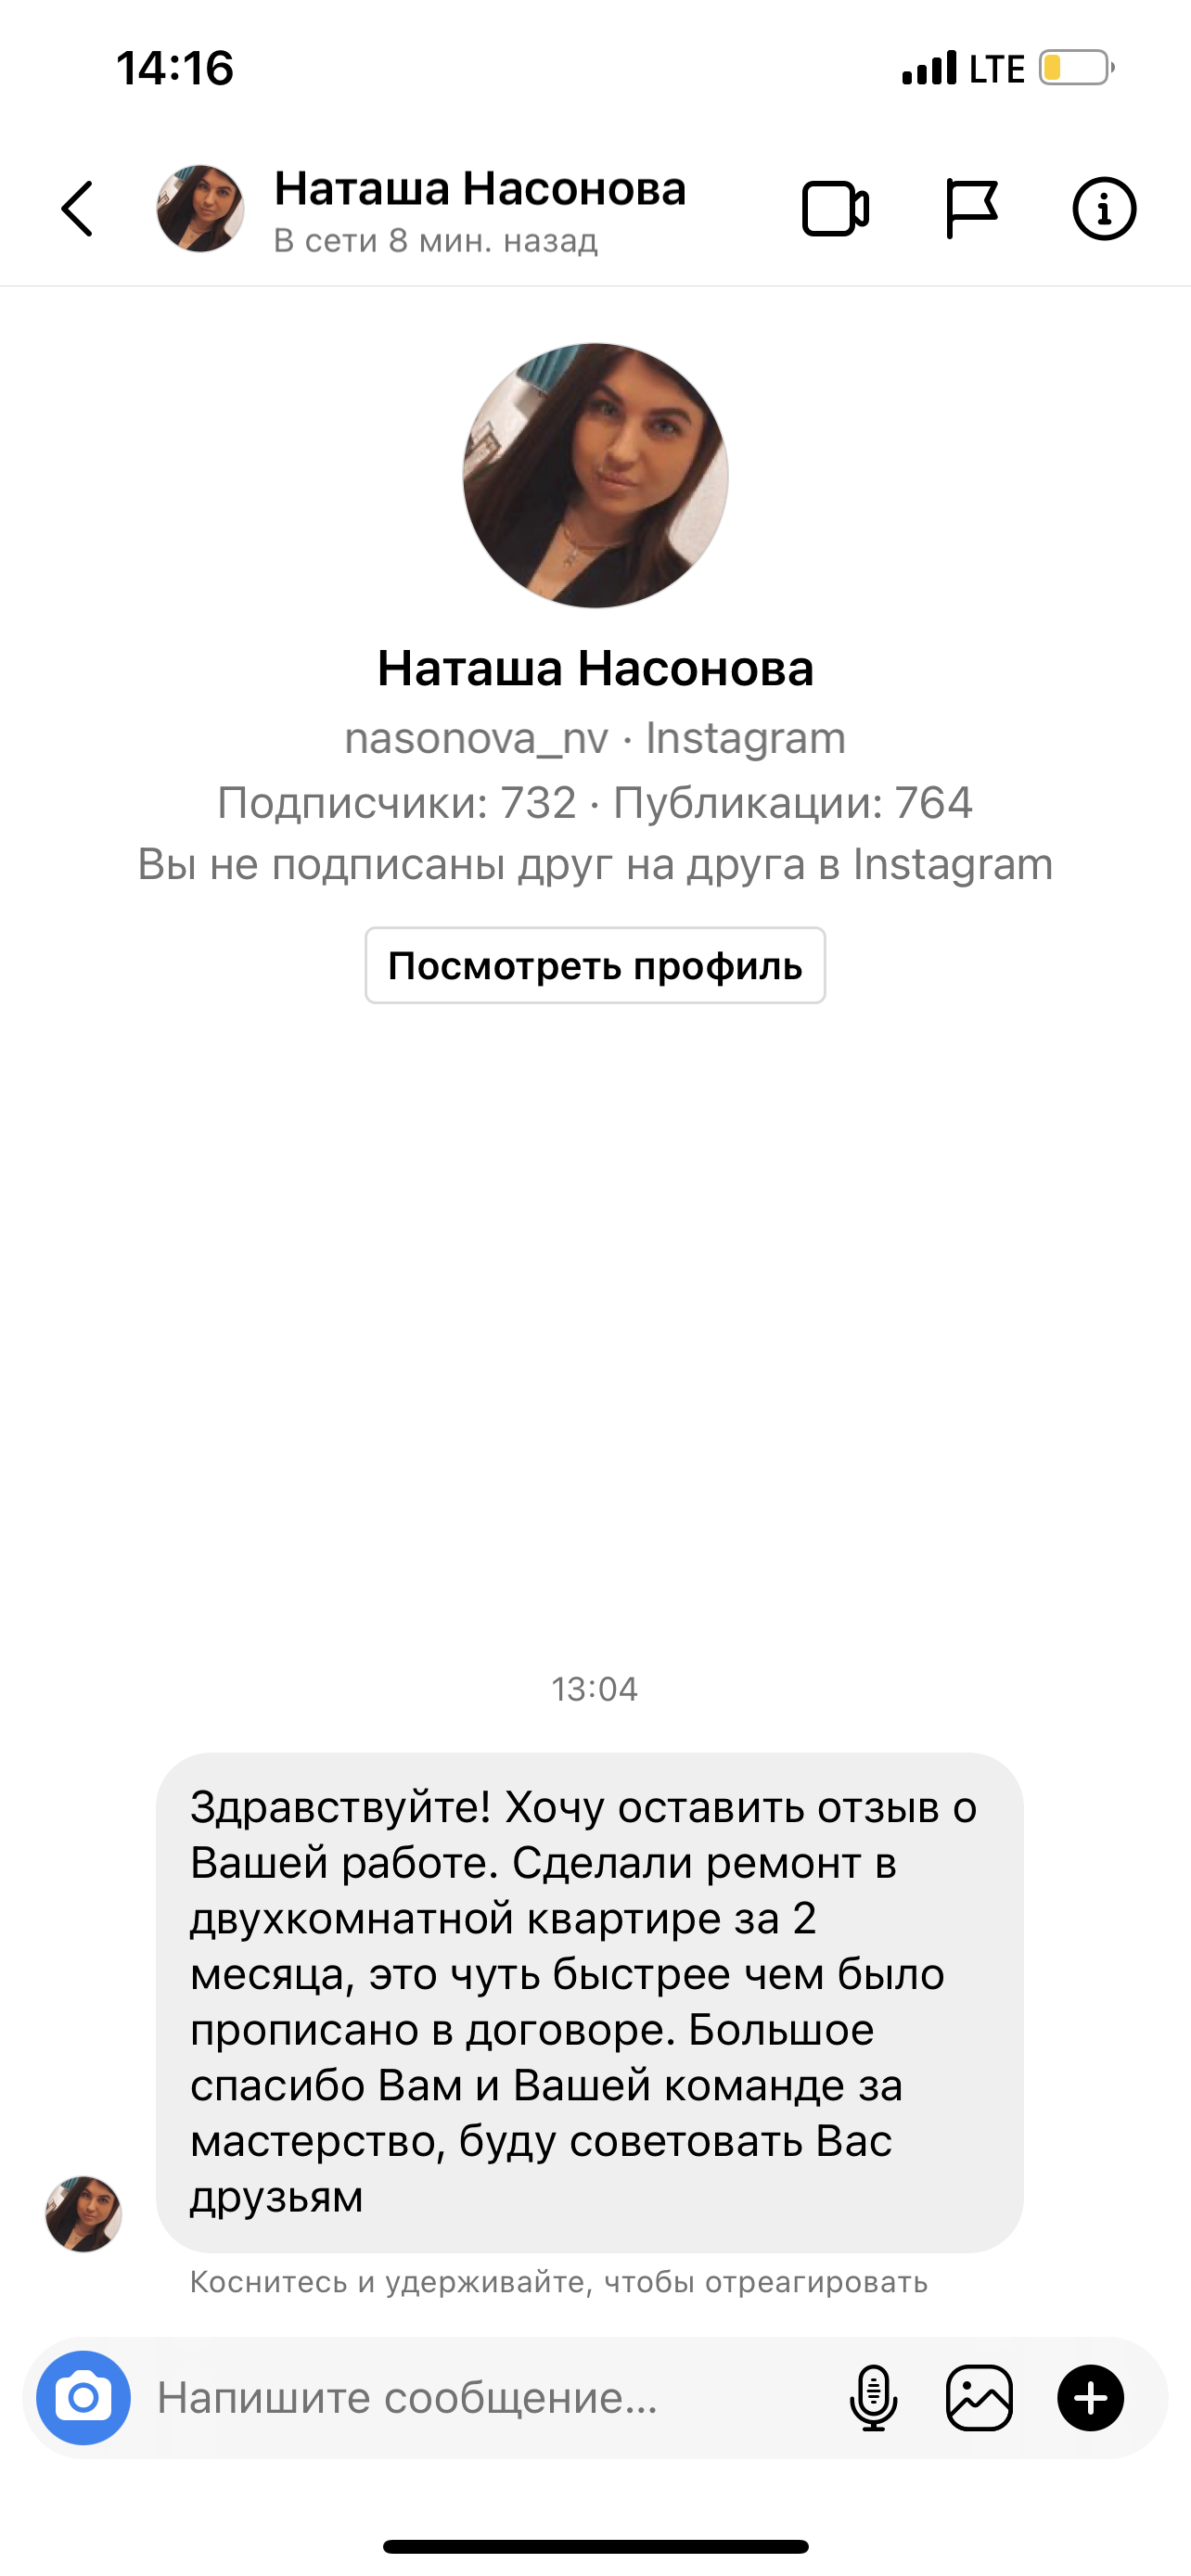 14:16
LTE
Наташа Насонова
В сети 8 мин. назад
Наташа Насонова
nasonova_nv · Instagram
Подписчики: 732 · Публикации: 764
Вы не подписаны друг на друга в Instagram
Посмотреть профиль
13:04
Здравствуйте! Хочу оставить отзыв о
Вашей работе. Сделали ремонт в
двухкомнатной квартире за 2
месяца, это чуть быстрее чем было
прописано в договоре. Большое
спасибо Вам и Вашей команде за
мастерство, буду советовать Вас
друзьям
Коснитесь и удерживайте, чтобы отреагировать
Напишите сообщение...